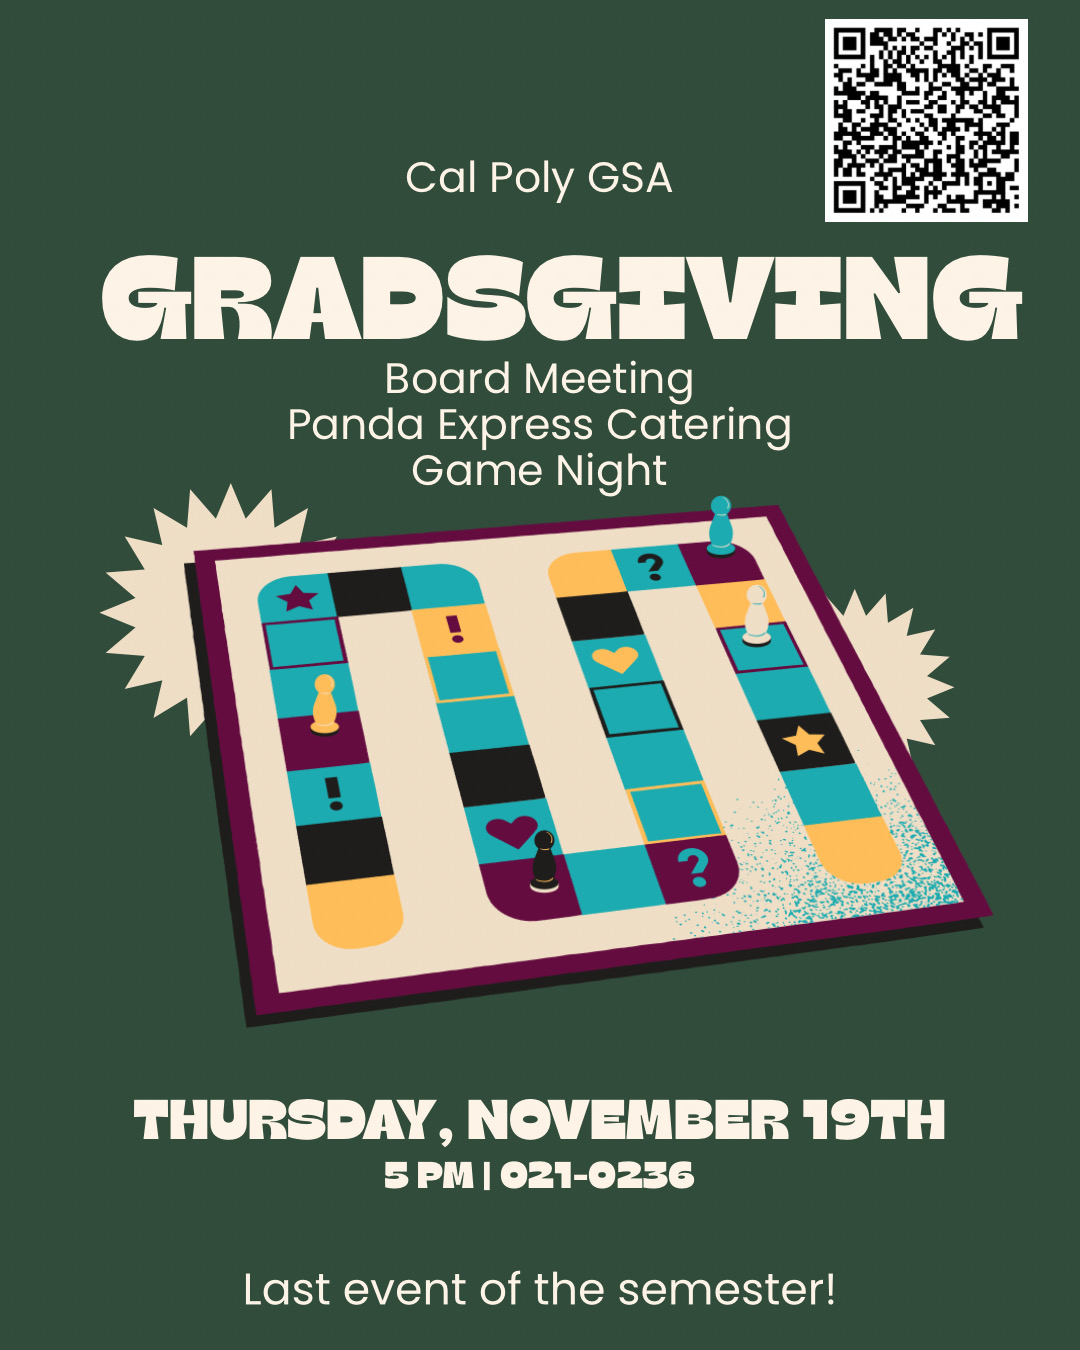 Cal Poly GSA
GRADSGIVING
Board Meeting
Panda Express Catering
Game Night
?
!
!
?
THURSDAY, NOVEMBER 19TH
5 PM | 021-0236
Last event of the semester!